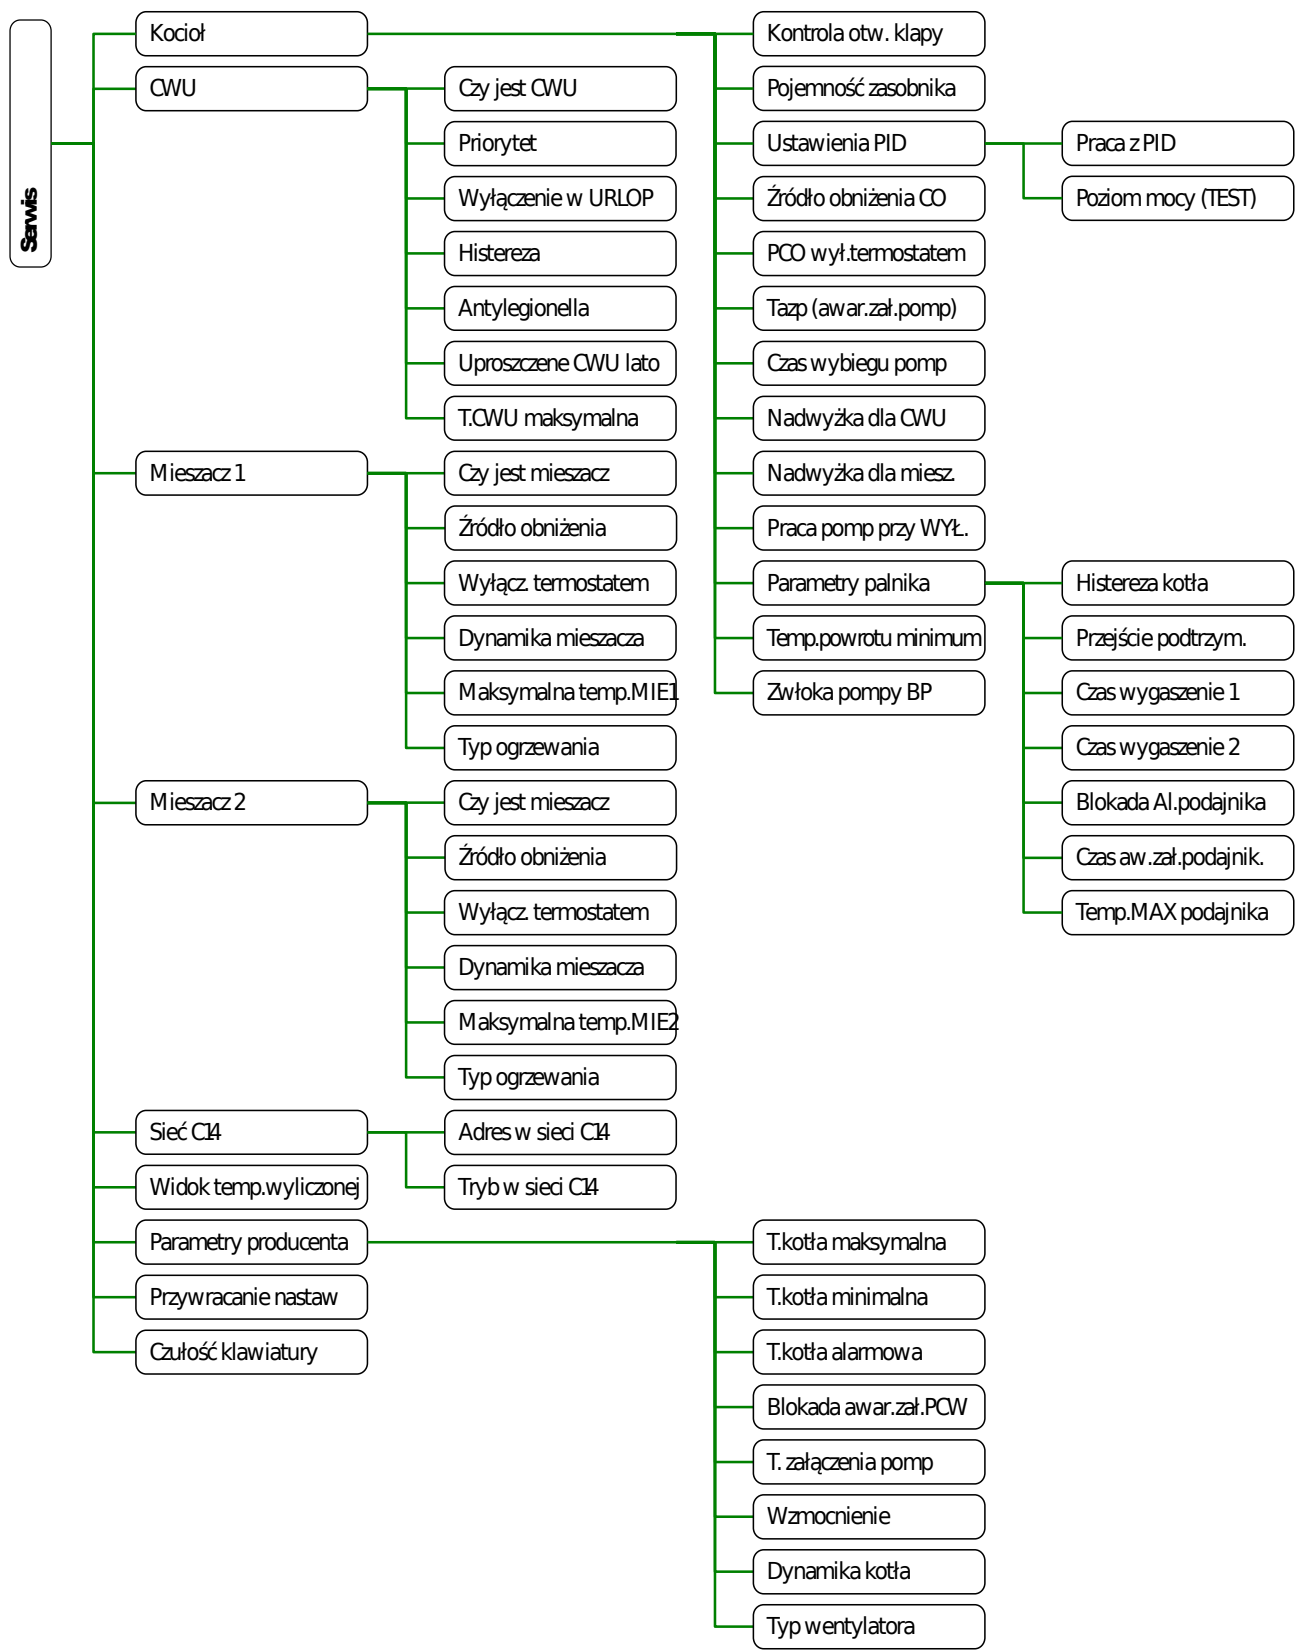 Serwis
Kocioł
Kontrola otw. klapy
Pojemność zasobnika
Ustawienia PID
Praca z PID
Poziom mocy (TEST)
Źródło obniżenia CO
PCO wył.termostatem
Tazp (awar.zał.pomp)
Czas wybiegu pomp
Nadwyżka dla CWU
Nadwyżka dla miesz.
Praca pomp przy WYŁ.
Parametry palnika
Histereza kotła
Przejście podtrzym.
Czas wygaszenie 1
Czas wygaszenie 2
Blokada Al.podajnika
Czas aw.zał.podajnik.
Temp.MAX podajnika
Temp.powrotu minimum
Zwłoka pompy BP
CWU
Czy jest CWU
Priorytet
Wyłączenie w URLOP
Histereza
Antylegionella
Uproszczene CWU lato
T.CWU maksymalna
Mieszacz 1
Czy jest mieszacz
Źródło obniżenia
Wyłącz. termostatem
Dynamika mieszacza
Maksymalna temp.MIE1
Typ ogrzewania
Mieszacz 2
Czy jest mieszacz
Źródło obniżenia
Wyłącz. termostatem
Dynamika mieszacza
Maksymalna temp.MIE2
Typ ogrzewania
Sieć C14
Adres w sieci C14
Tryb w sieci C14
Widok temp.wyliczonej
Parametry producenta
T.kotła maksymalna
T.kotła minimalna
T.kotła alarmowa
Blokada awar.zał.PCW
T. załączenia pomp
Wzmocnienie
Dynamika kotła
Typ wentylatora
Przywracanie nastaw
Czułość klawiatury